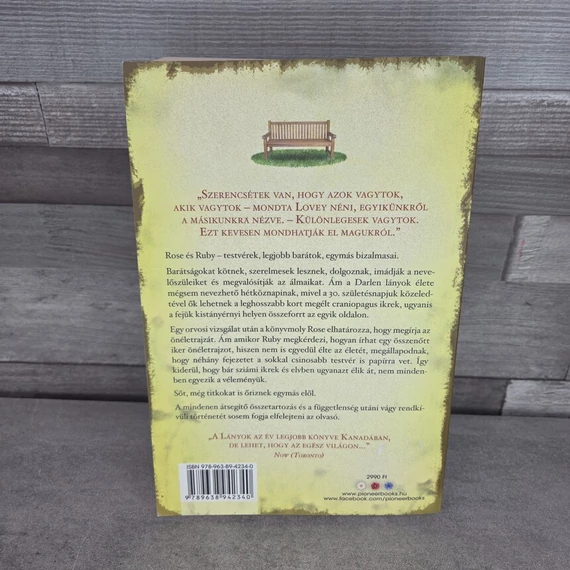 „Szerencsétek van, hogy azok vagytok,
akik vagytok – mondta Lovey néni, egyikünkről
a másikunkra nézve. – Különlegesek vagytok.
Ezt kevesen mondhatják el magukról.”
Rose és Ruby – testvérek, legjobb barátok, egymás bizalmasai.
Barátságokat kötnek, szerelmesek lesznek, dolgoznak, imádják a neve-
lőszüleiket és megvalósítják az álmaikat. Ám a Darlen lányok élete
mégsem nevezhető hétköznapinak, mivel a 30. születésnapjuk közeled-
tével ők lehetnek a leghosszabb kort megélt craniopagus ikrek, ugyanis
a fejük kistányérnyi helyen összeforrt az egyik oldalon.
Egy orvosi vizsgálat után a könyvmoly Rose elhatározza, hogy megírja az
önéletrajzát. Ám amikor Ruby megkérdezi, hogyan írhat egy összenőtt
iker önéletrajzot, hiszen nem is egyedül élte az életét, megállapodnak,
hogy néhány fejezetet a sokkal csinosabb testvér is papírra vet. Így
kiderül, hogy bár sziámi ikrek és elvben ugyanazt élik át, nem minden-
ben egyezik a véleményük.
Sőt, még titkokat is őriznek egymás elől.
A mindenen átsegítő összetartozás és a függetlenség utáni vágy rendkí-
vüli történetét sosem fogja elfelejteni az olvasó.
„A Lányok az év legjobb könyve Kanadában,
de lehet, hogy az egész világon...”
Now (Toronto)
ISBN 978-963-89-4234-0
9 789638 942340
2990 Ft
www.pioneerbooks.hu
www.facebook.com/pioneerbooks